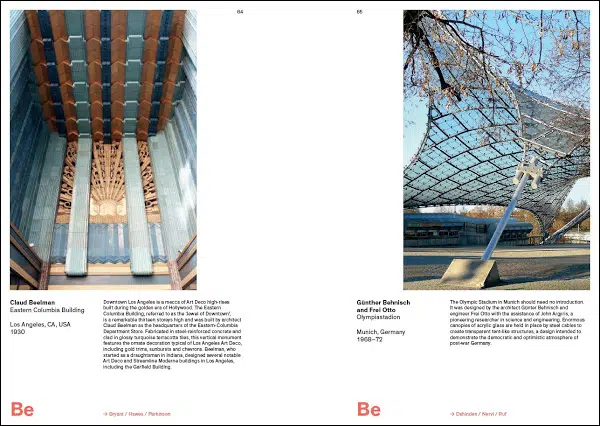 64
65
Claud Beelman
Eastern Columbia Building
Los Angeles, CA, USA
1930
Downtown Los Angeles is a mecca of Art Deco high-rises
built during the golden era of Hollywood. The Eastern
Columbia Building, referred to as the 'Jewel of Downtown',
is a remarkable thirteen storeys high and was built by architect
Claud Beelman as the headquarters of the Eastern-Columbia
Department Store. Fabricated in steel-reinforced concrete and
clad in glossy turquoise terracotta tiles, this vertical monument
features the ornate decoration typical of Los Angeles Art Deco,
including gold trims, sunbursts and chevrons. Beelman, who
started as a draughtsman in Indiana, designed several notable
Art Deco and Streamline Moderne buildings in Los Angeles,
including the Garfield Building.
Günther Behnisch
and Frei Otto
Olympiastadion
Munich, Germany
1968–72
The Olympic Stadium in Munich should need no introduction.
It was designed by the architect Günter Behnisch and
engineer Frei Otto with the assistance of John Argyris, a
pioneering researcher in science and engineering. Enormous
canopies of acrylic glass are held in place by steel cables to
create transparent tent-like structures, a design intended to
demonstrate the democratic and optimistic atmosphere of
post-war Germany.
Be
→ Bryant / Hawes / Parkinson
Be
→ Dahinden / Nervi / Ruf